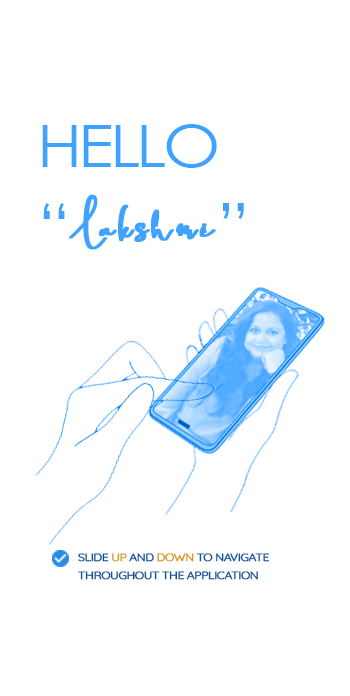 HELLO
“lakshmi”
SLIDE UP AND DOWN TO NAVIGATE
THROUGHOUT THE APPLICATION